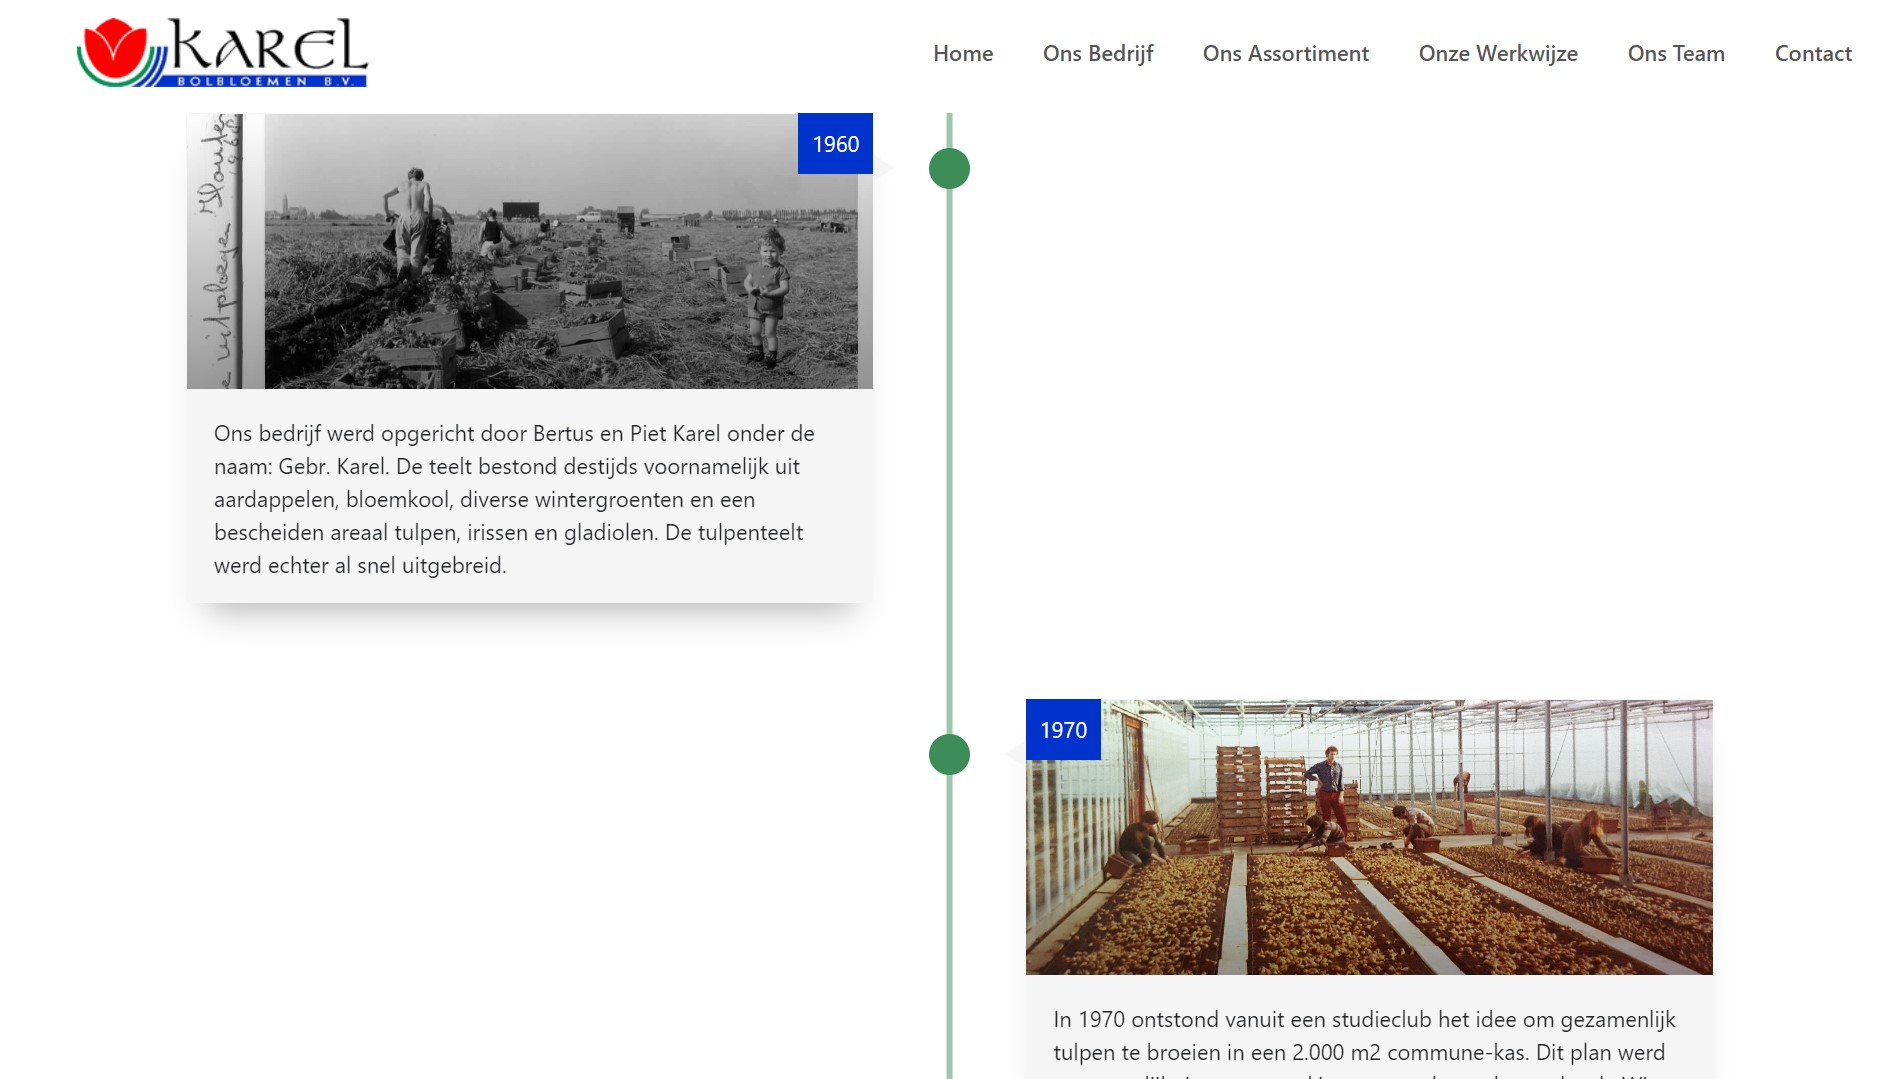 KAREL
BOLBLOEMEN B.V.
Home
Ons Bedrijf
Ons Assortiment
Onze Werkwijze
Ons Team
Contact
1960
Ons bedrijf werd opgericht door Bertus en Piet Karel onder de
naam: Gebr. Karel. De teelt bestond destijds voornamelijk uit
aardappelen, bloemkool, diverse wintergroenten en een
bescheiden areaal tulpen, irissen en gladiolen. De tulpenteelt
werd echter al snel uitgebreid.
1970
In 1970 ontstond vanuit een studieclub het idee om gezamenlijk
tulpen te broeien in een 2.000 m2 commune-kas. Dit plan werd